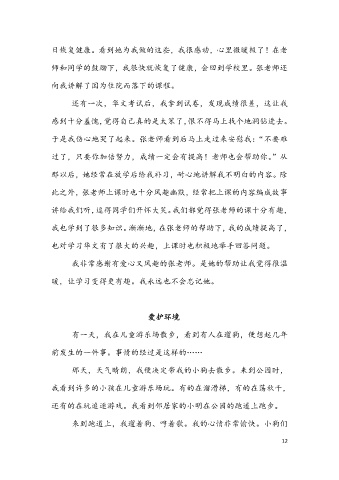 日恢复健康。看到她为我做的这些，我很感动，心里微暖极了！在老
师和同学的鼓励下，我很快就恢复了健康，会回到学校里。张老师还
向我讲解了因为住院而落下的课程。
还有一次，华文考试后，我拿到试卷，发现成绩很差，这让我
感到十分羞愧，觉得自己真的是太笨了，恨不得马上找个地洞钻进去。
于是我伤心地哭了起来。张老师看到后马上走过来安慰我：“不要难
过了，只要你加倍努力，成绩一定会有提高！老师也会帮助你。”从
那以后，她经常在放学后给我补习，耐心地讲解我不明白的内容。除
此之外，张老师上课时也十分风趣幽默，经常把上课的内容编成故事
讲给我们听，逗得同学们开怀大笑。我们都觉得张老师的课十分有趣，
我也学到了很多知识。渐渐地，在张老师的帮助下，我的成绩提高了，
也对学习华文有了很大的兴趣，上课时也积极地举手回答问题。
我非常感谢有爱心又风趣的张老师。是她的帮助让我觉得很温
暖，让学习变得更有趣。我永远也不会忘记她。
爱护环境
有一天，我在儿童游乐场散步，看到有人在遛狗，便想起几年
前发生的一件事。事情的经过是这样的……
那天，天气晴朗，我便决定带我的小狗去散步。来到公园时，
我看到许多的小孩在儿童游乐场玩。有的在溜滑梯，有的在荡秋千，
还有的在玩追逐游戏。我看到邻居家的小明在公园的跑道上跑步。
来到跑道上，我遛着狗、哼着歌。我的心情非常愉快。小狗们
12